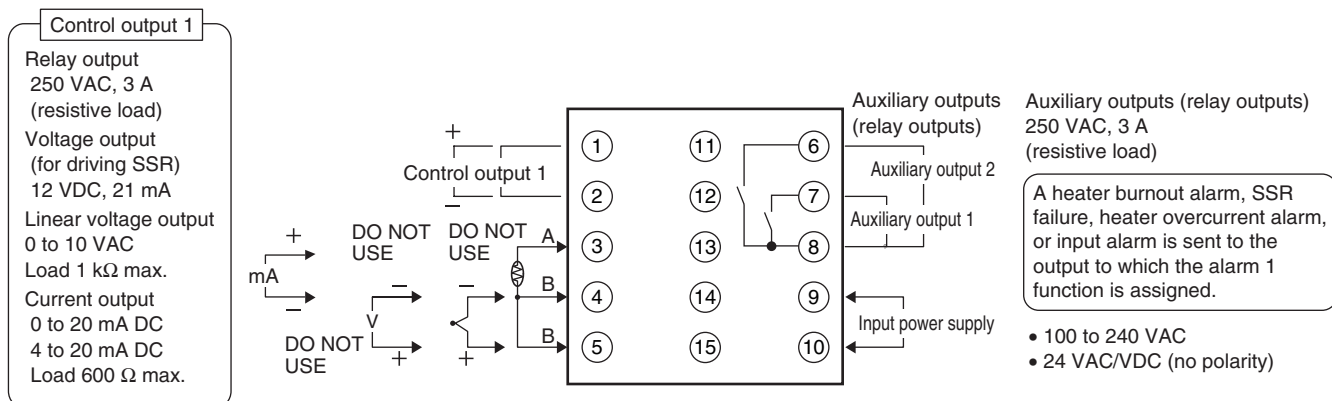 Control output 1
Relay output
250 VAC, 3 A
(resistive load)
Voltage output
(for driving SSR)
12 VDC, 21 mA
Linear voltage output
0 to 10 VAC
Load 1 kΩ max.
Current output
0 to 20 mA DC
4 to 20 mA DC
Load 600 Ω max.
+
mA
−
DO NOT
USE
−
V
+
DO NOT
USE
DO NOT
USE
−
+
A
B
B
+
Control output 1
−
1
2
3
4
5
11
12
13
14
15
6
7
8
9
10
Auxiliary outputs
(relay outputs)
Auxiliary output 2
Auxiliary output 1
Input power supply
Auxiliary outputs (relay outputs)
250 VAC, 3 A
(resistive load)
A heater burnout alarm, SSR
failure, heater overcurrent alarm,
or input alarm is sent to the
output to which the alarm 1
function is assigned.
• 100 to 240 VAC
• 24 VAC/VDC (no polarity)